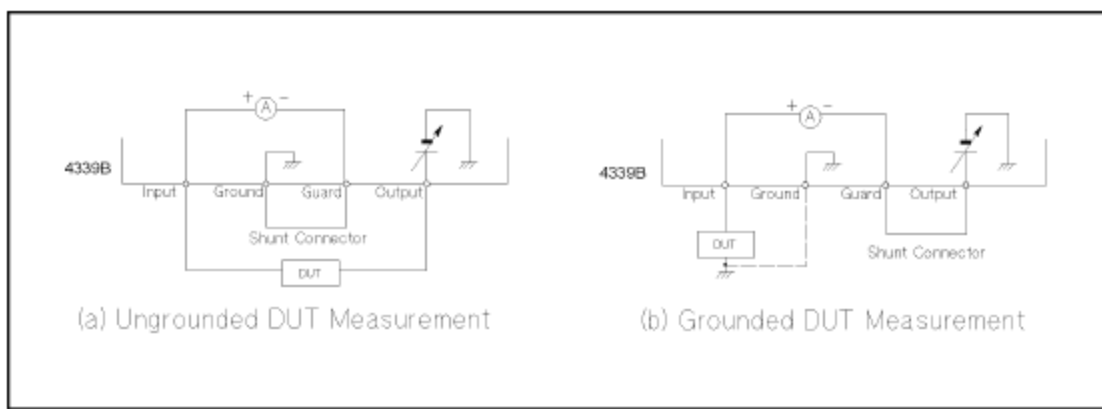 + A -
4339B
Input Ground Guard Output
Shunt Connector
DUT
(a) Ungrounded DUT Measurement
+ A -
4339B
Input Ground Guard Output
DUT
Shunt Connector
(b) Grounded DUT Measurement